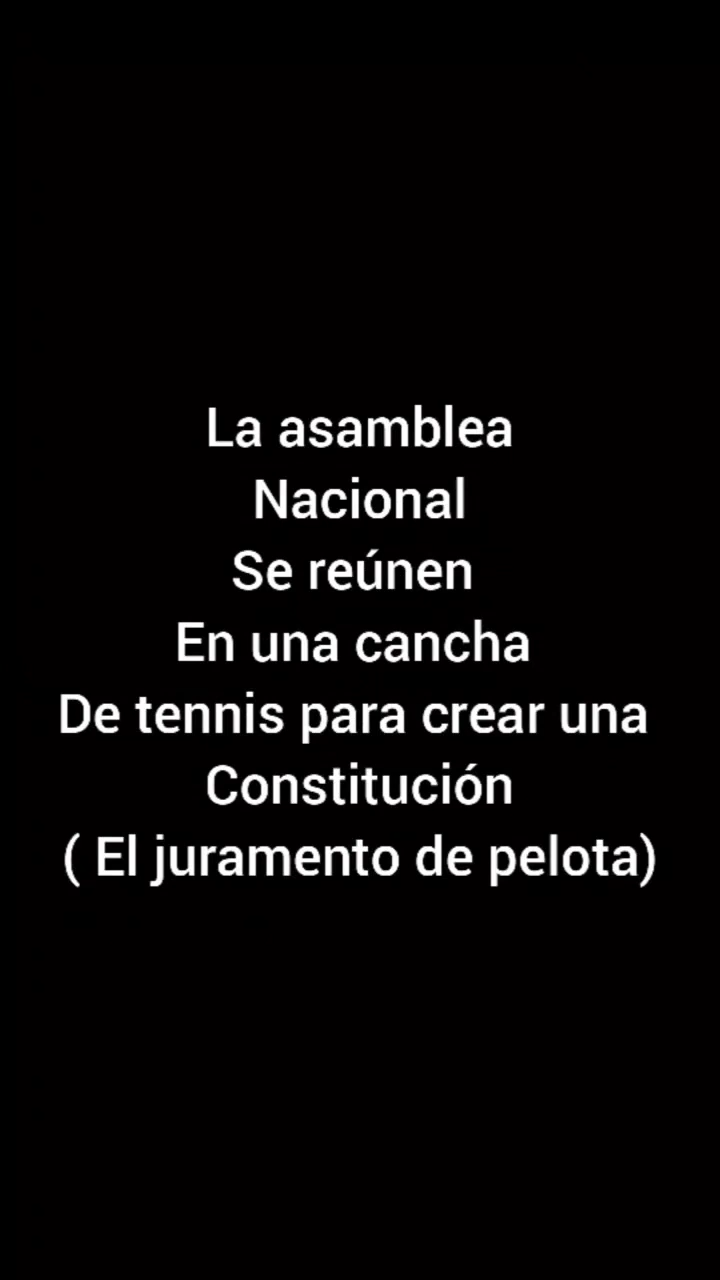 La asamblea
Nacional
Se reúnen
En una cancha
De tennis para crear una
Constitución
( El juramento de pelota)